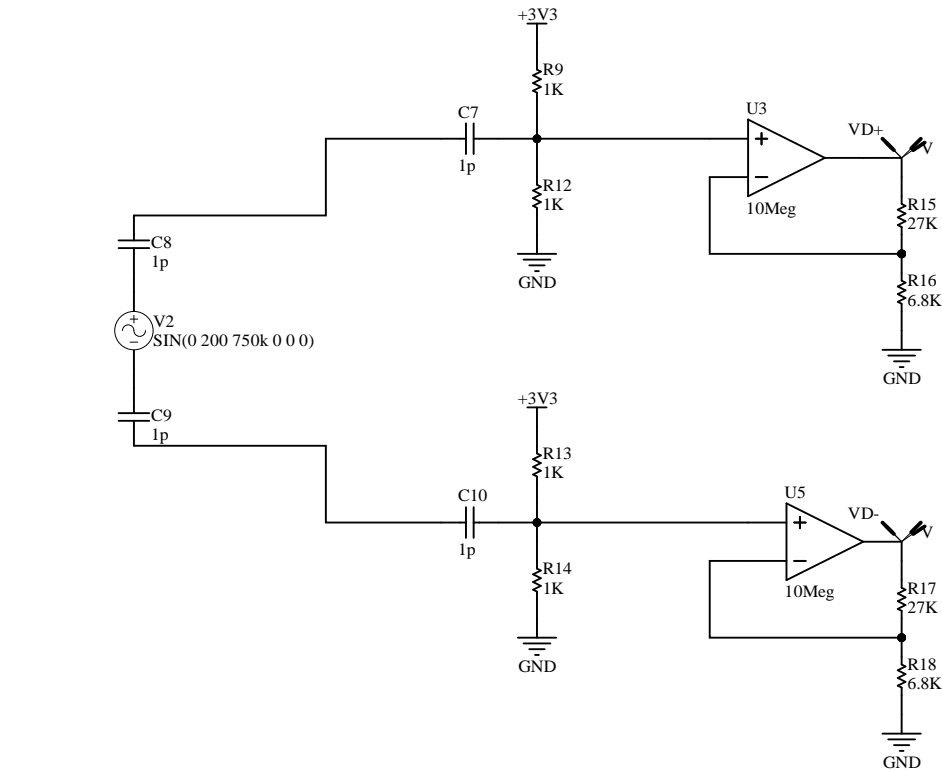 +3V3
R9
1K
C7
1p
U3
VD+
V
+
−
R12
1K
10Meg
R15
27K
C8
1p
GND
R16
6.8K
+
−
V2
SIN(0 200 750k 0 0 0)
GND
+3V3
C9
1p
R13
1K
C10
1p
U5
VD-
V
+
−
R14
1K
10Meg
R17
27K
GND
R18
6.8K
GND